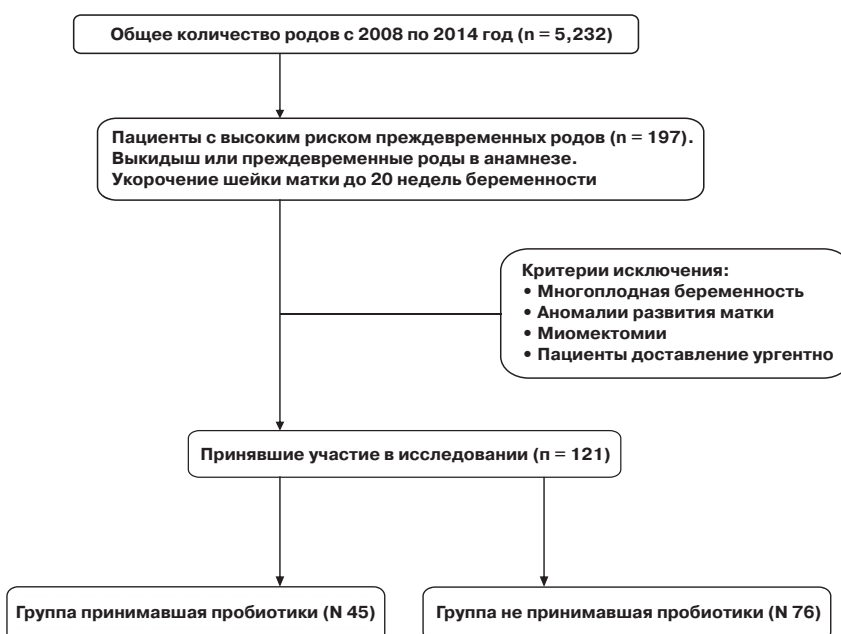 Общее количество родов с 2008 по 2014 год (n = 5,232)
Пациенты с высоким риском преждевременных родов (n = 197).
Выкидыш или преждевременные роды в анамнезе.
Укорочение шейки матки до 20 недель беременности
Критерии исключения:
• Многоплодная беременность
• Аномалии развития матки
• Миомектомии
• Пациенты доставление ургентно
Принявшие участие в исследовании (n = 121)
Группа принимавшая пробиотики (N 45)
Группа не принимавшая пробиотики (N 76)